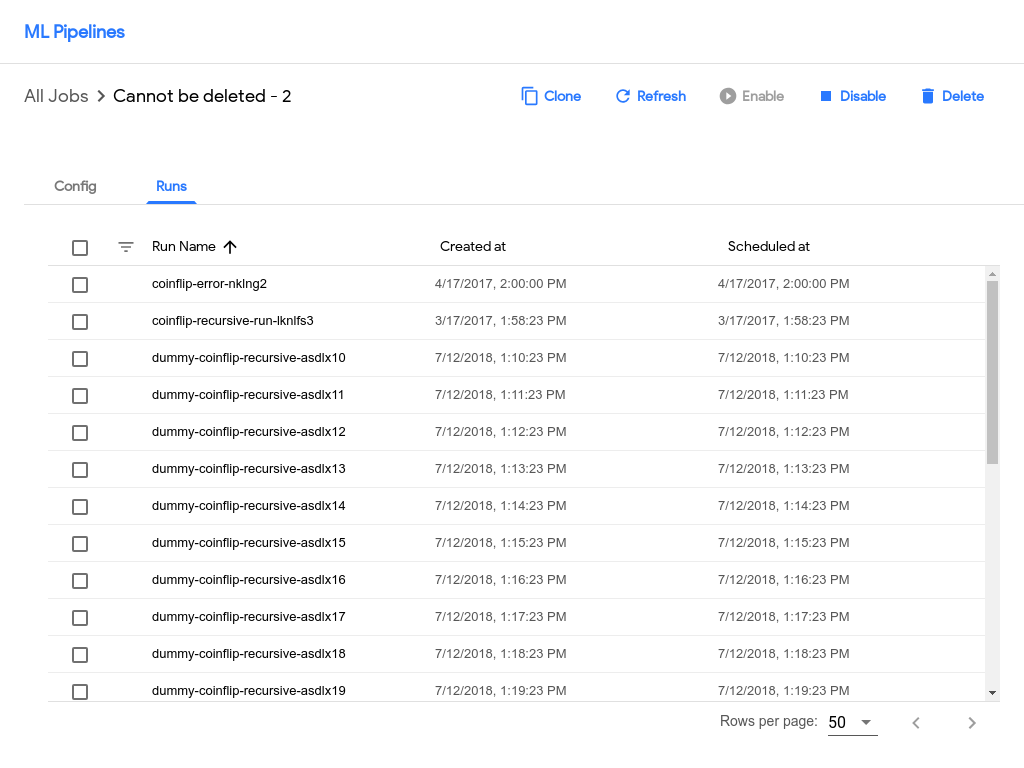 ML Pipelines
All Jobs > Cannot be deleted - 2 Clone Refresh Enable Disable Delete
Config Runs
Run Name Created at Scheduled at
coinflip-error-nklng2 4/17/2017, 2:00:00 PM 4/17/2017, 2:00:00 PM
coinflip-recursive-run-lknlfs3 3/17/2017, 1:58:23 PM 3/17/2017, 1:58:23 PM
dummy-coinflip-recursive-asdlx10 7/12/2018, 1:10:23 PM 7/12/2018, 1:10:23 PM
dummy-coinflip-recursive-asdlx11 7/12/2018, 1:11:23 PM 7/12/2018, 1:11:23 PM
dummy-coinflip-recursive-asdlx12 7/12/2018, 1:12:23 PM 7/12/2018, 1:12:23 PM
dummy-coinflip-recursive-asdlx13 7/12/2018, 1:13:23 PM 7/12/2018, 1:13:23 PM
dummy-coinflip-recursive-asdlx14 7/12/2018, 1:14:23 PM 7/12/2018, 1:14:23 PM
dummy-coinflip-recursive-asdlx15 7/12/2018, 1:15:23 PM 7/12/2018, 1:15:23 PM
dummy-coinflip-recursive-asdlx16 7/12/2018, 1:16:23 PM 7/12/2018, 1:16:23 PM
dummy-coinflip-recursive-asdlx17 7/12/2018, 1:17:23 PM 7/12/2018, 1:17:23 PM
dummy-coinflip-recursive-asdlx18 7/12/2018, 1:18:23 PM 7/12/2018, 1:18:23 PM
dummy-coinflip-recursive-asdlx19 7/12/2018, 1:19:23 PM 7/12/2018, 1:19:23 PM
Rows per page: 50